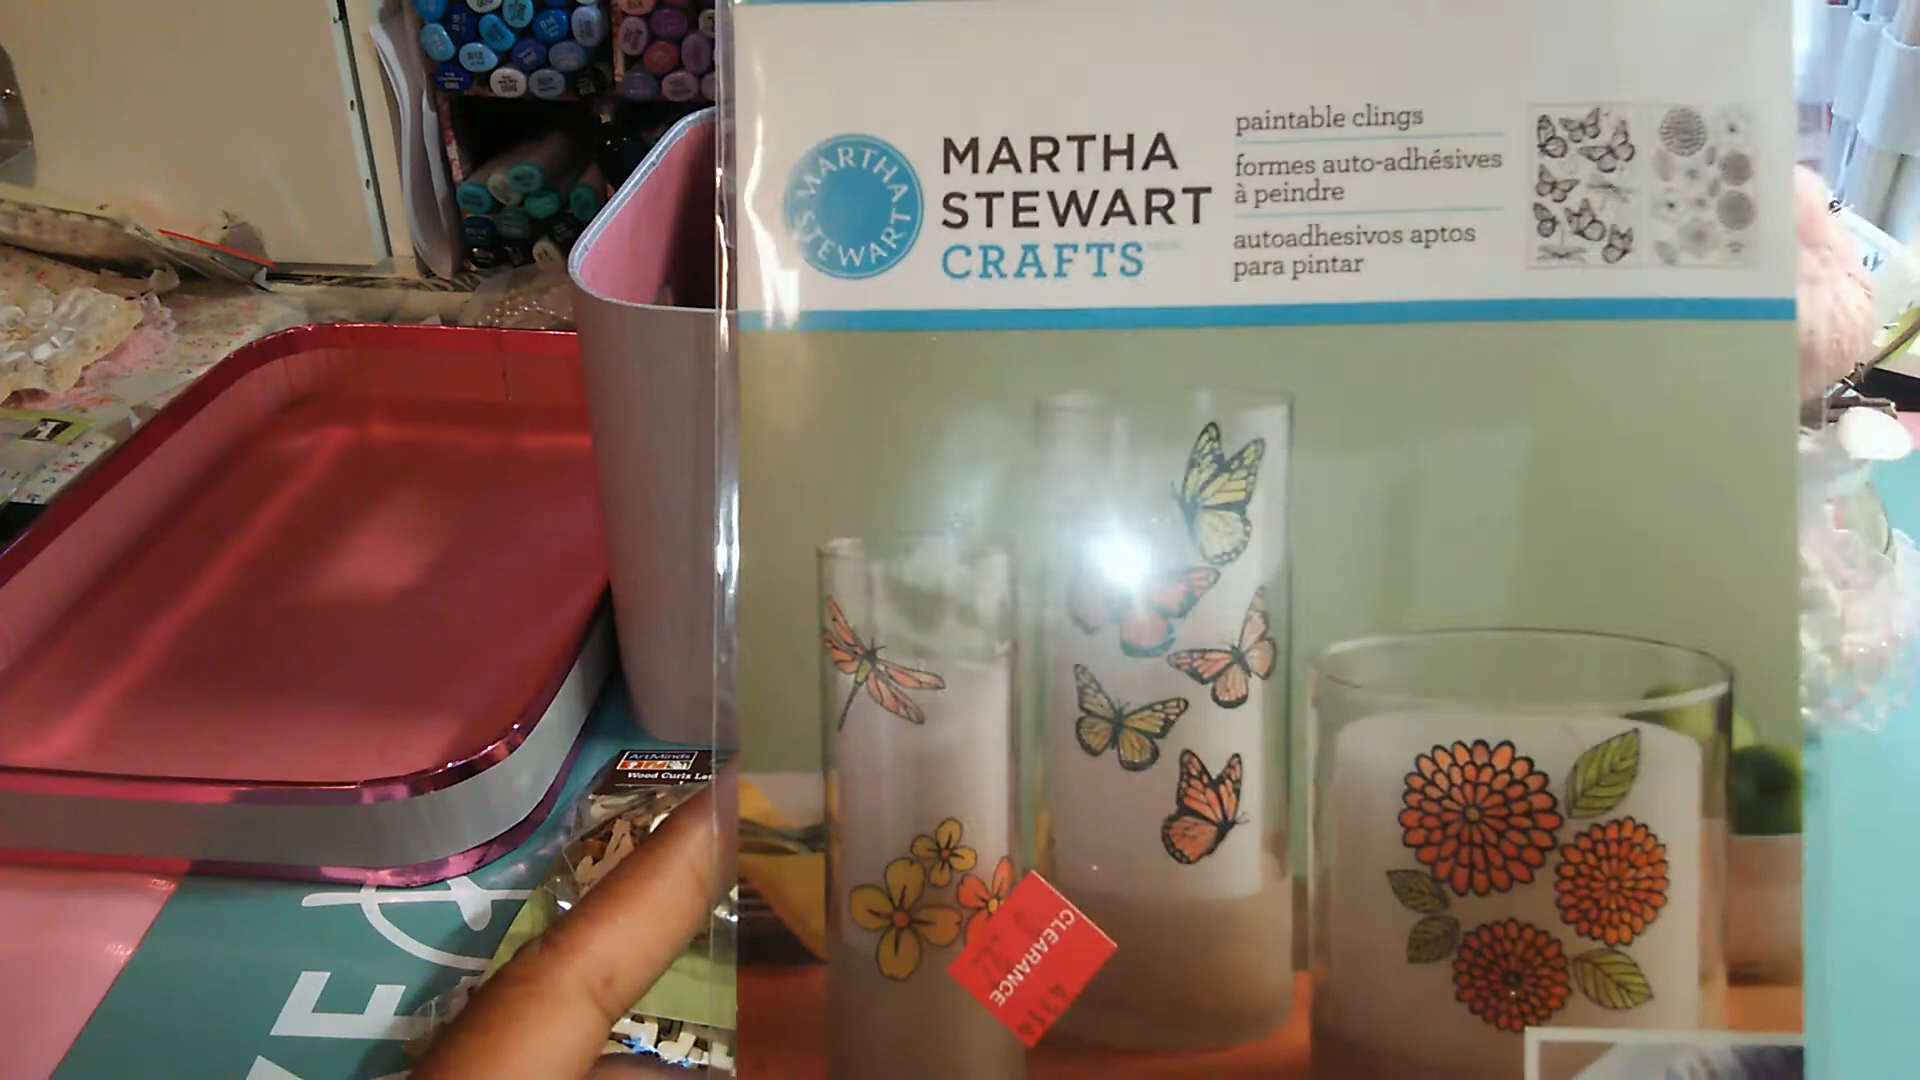 MARTHA STEWART
MARTHA
STEWART
CRAFTS
paintable clings
formes auto-adhésives
à peindre
autoadhesivos aptos
para pintar
ArtMinds
Wood Curls Let
CLEARANCE